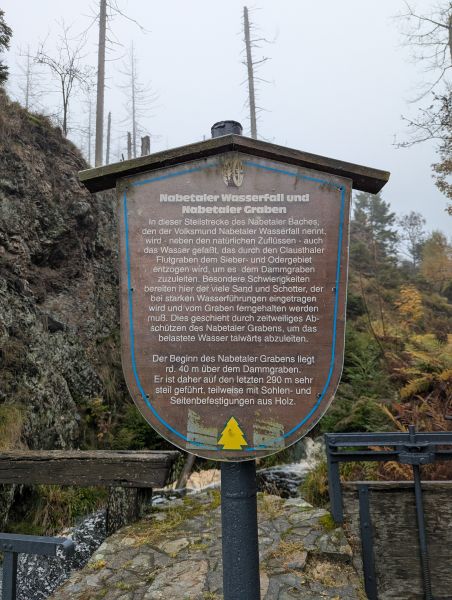 Nabetaler Wasserfall und
Nabetaler Graben
In dieser Steilstrecke des Nabetaler Baches,
den der Volksmund Nabetaler Wasserfall nennt,
wird - neben den natürlichen Zuflüssen - auch
das Wasser gefaßt, das durch den Clausthaler
Flutgraben dem Sieber- und Odergebiet
entzogen wird, um es dem Dammgraben
zuzuleiten. Besondere Schwierigkeiten
bereiten hier der viele Sand und Schotter, der
bei starken Wasserführungen eingetragen
wird und vom Graben ferngehalten werden
muß. Dies geschieht durch zeitweiliges Ab-
schützen des Nabetaler Grabens, um das
belastete Wasser talwärts abzuleiten.
Der Beginn des Nabetaler Grabens liegt
rd. 40 m über dem Dammgraben.
Er ist daher auf den letzten 290 m sehr
steil geführt, teilweise mit Sohlen- und
Seitenbefestigungen aus Holz.